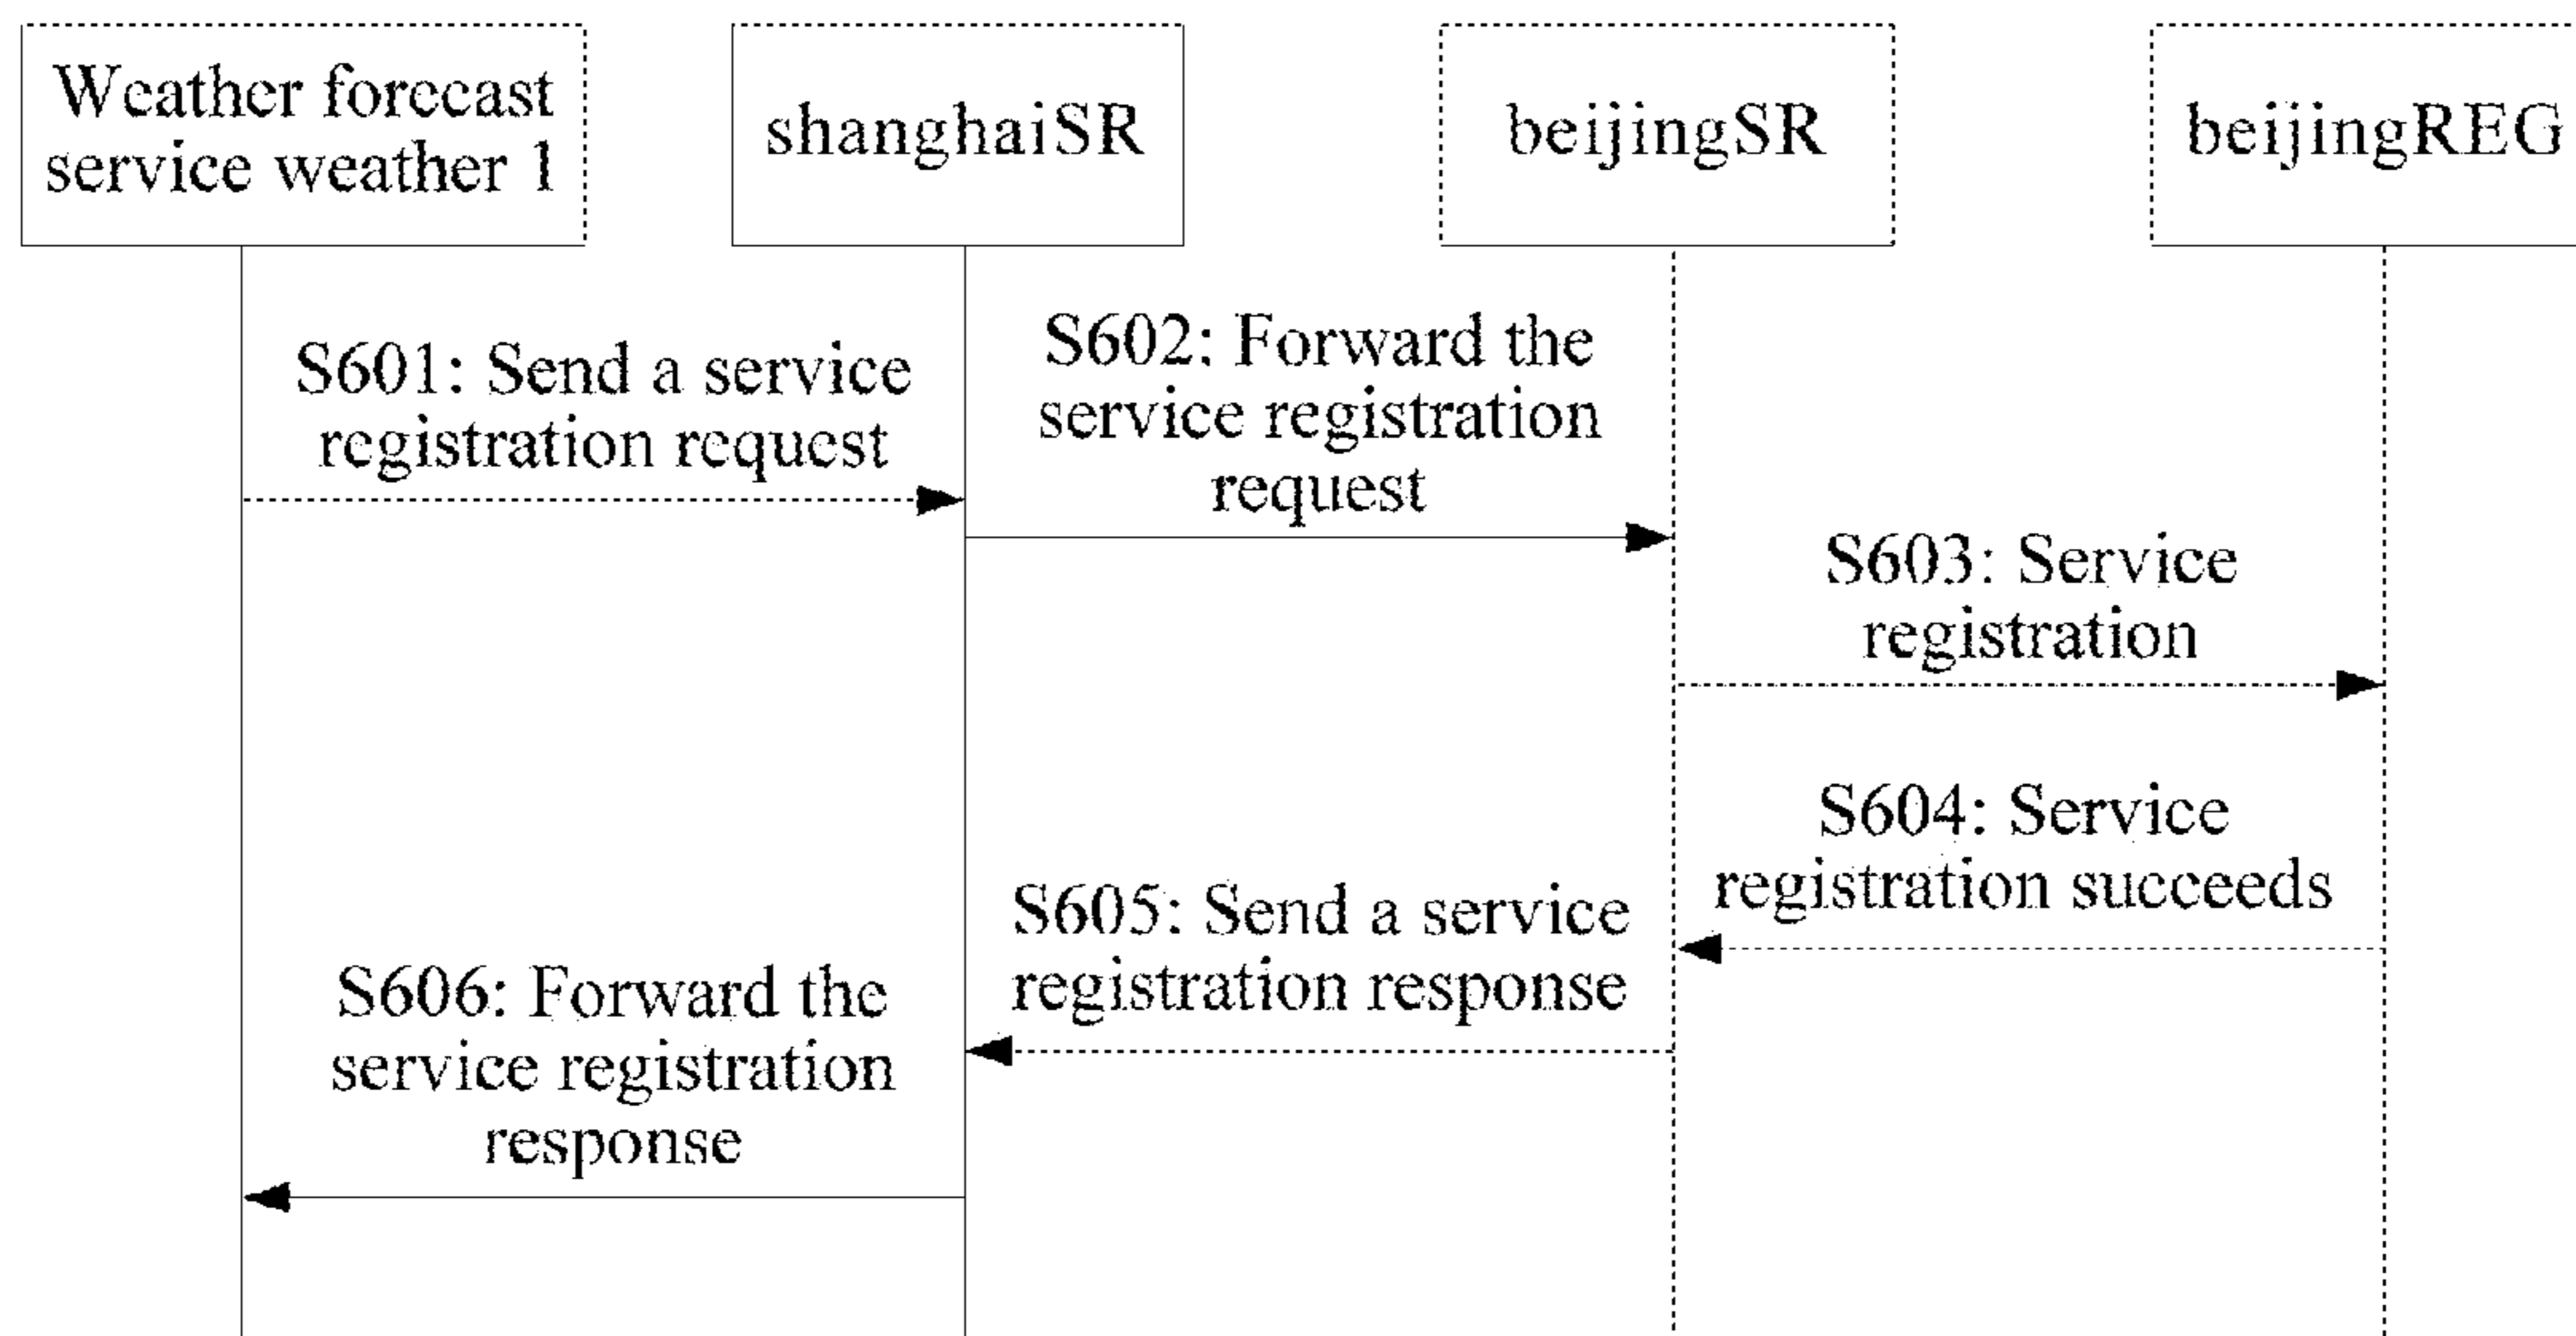 Weather forecast
service weather 1
shanghaiSR
beijingSR
beijingREG
S601: Send a service
registration request
S602: Forward the
service registration
request
S603: Service
registration
S604: Service
registration succeeds
S605: Send a service
registration response
S606: Forward the
service registration
response